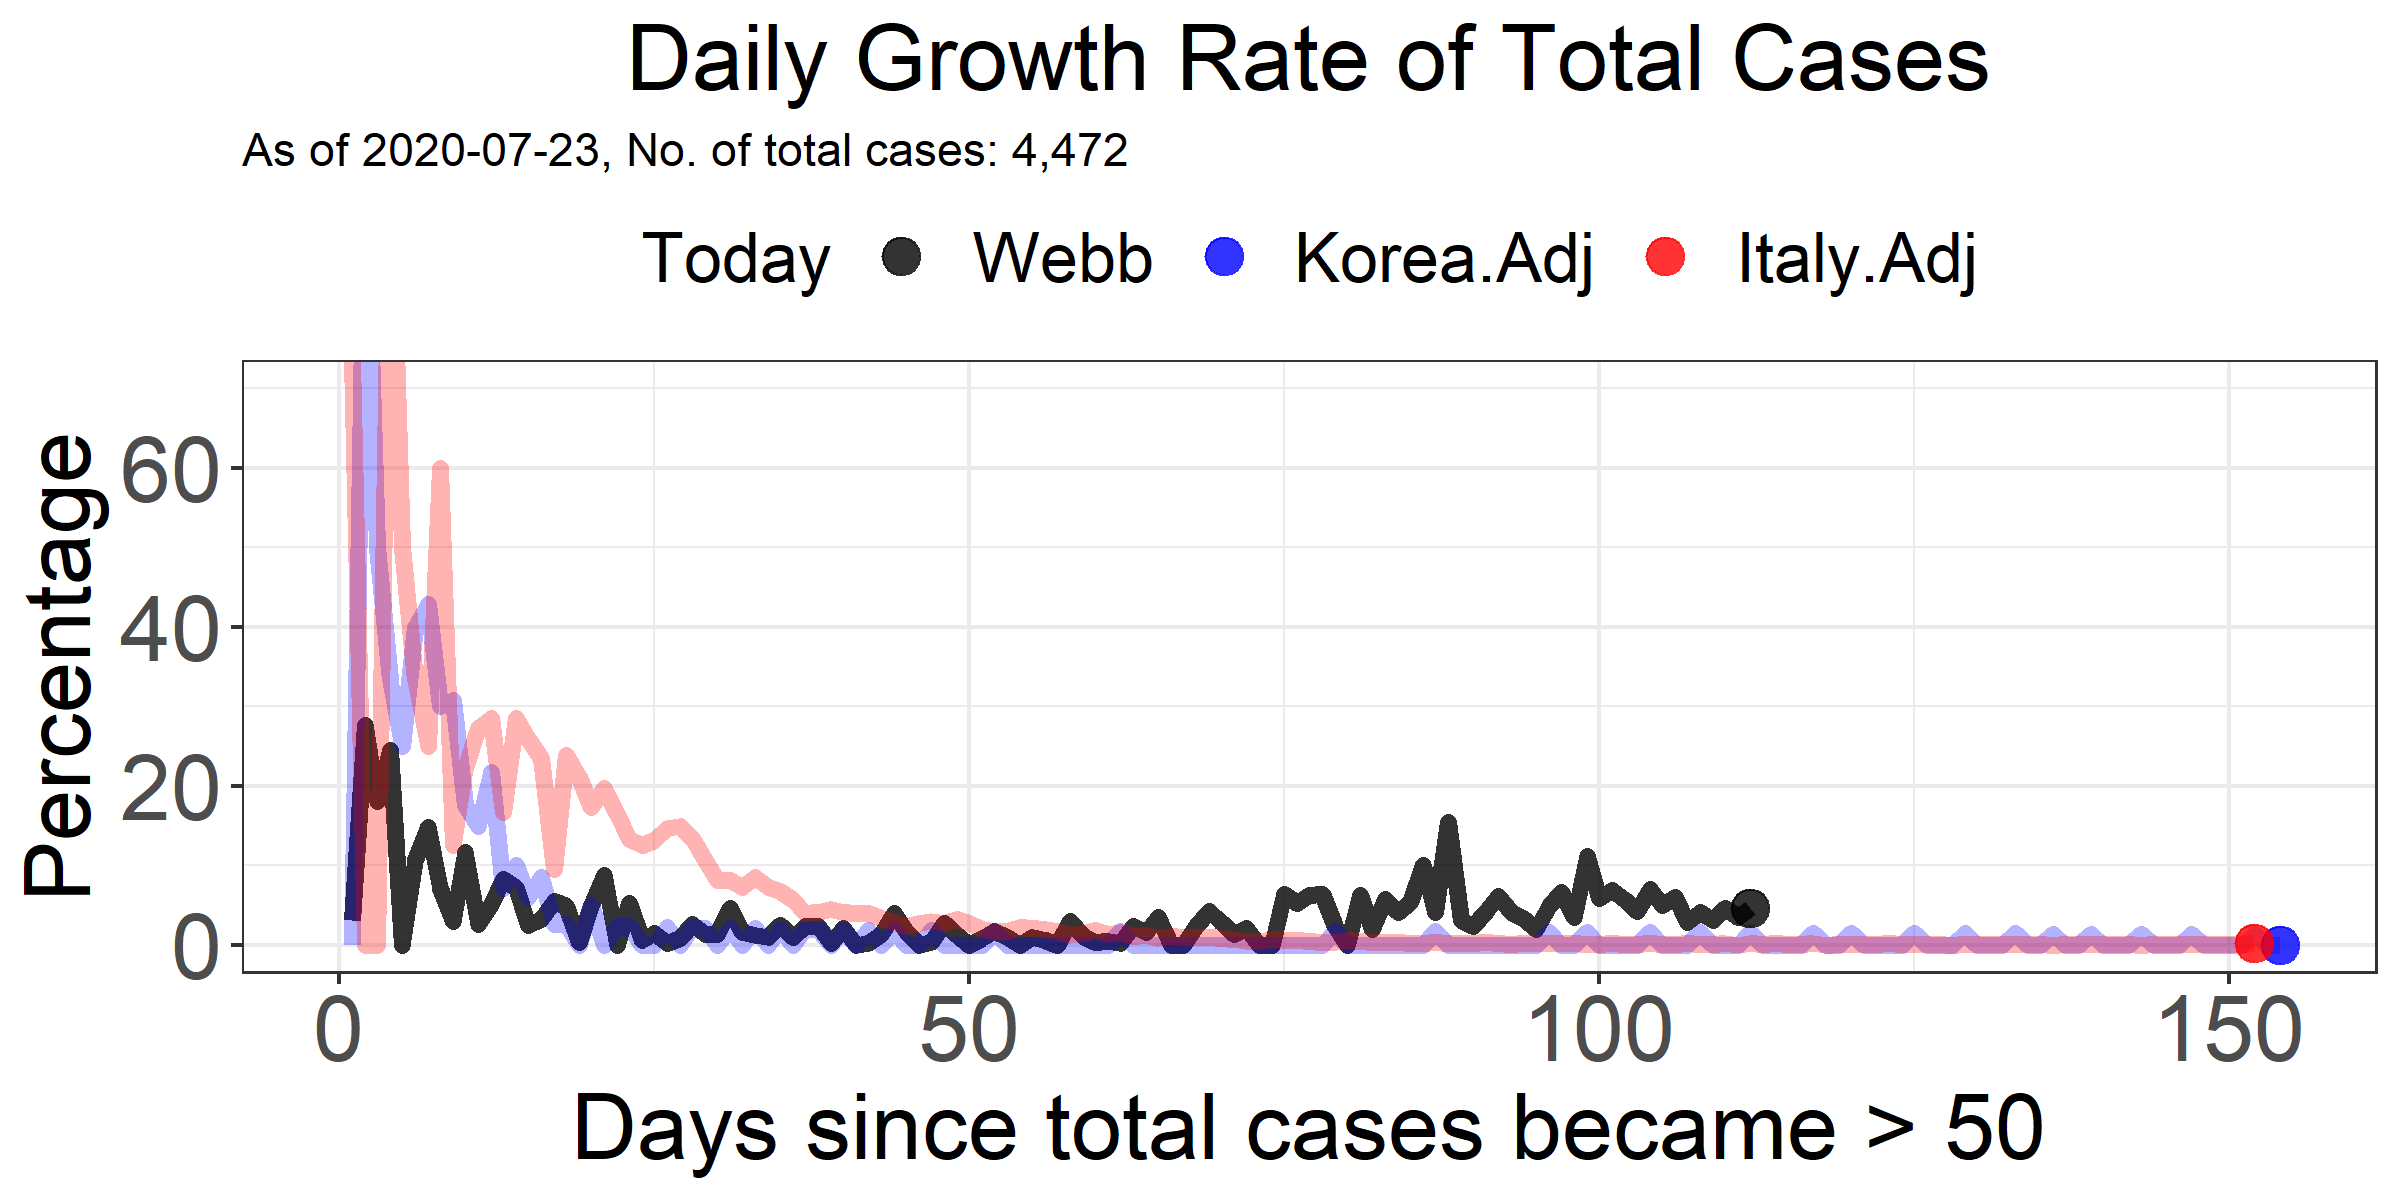 Daily Growth Rate of Total Cases
As of 2020-07-23, No. of total cases: 4,472
Today Webb Korea.Adj Italy.Adj
Percentage
60
40
20
0
0 50 100 150
Days since total cases became > 50